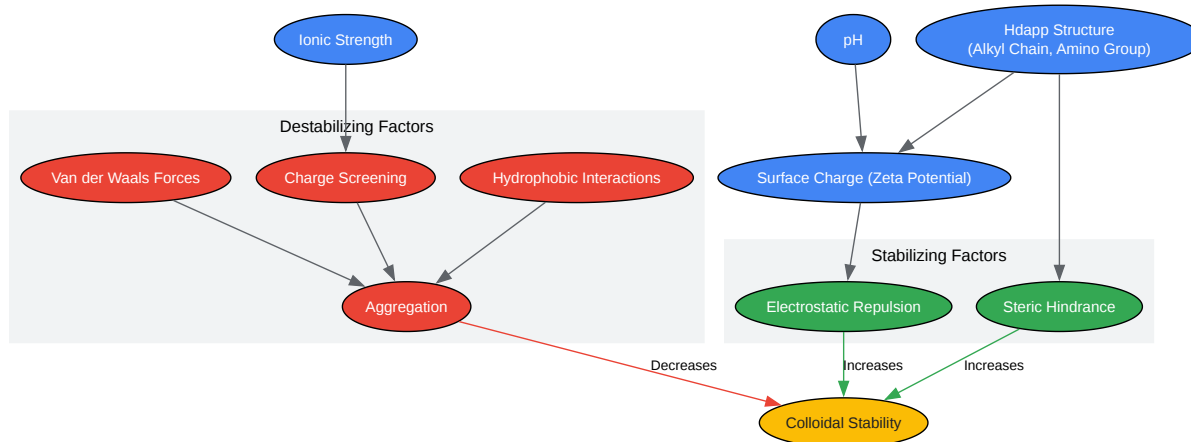 Ionic Strength
pH
Hdapp Structure
(Alkyl Chain, Amino Group)
Destabilizing Factors
Van der Waals Forces
Charge Screening
Hydrophobic Interactions
Surface Charge (Zeta Potential)
Stabilizing Factors
Aggregation
Electrostatic Repulsion
Steric Hindrance
Decreases
Increases
Increases
Colloidal Stability